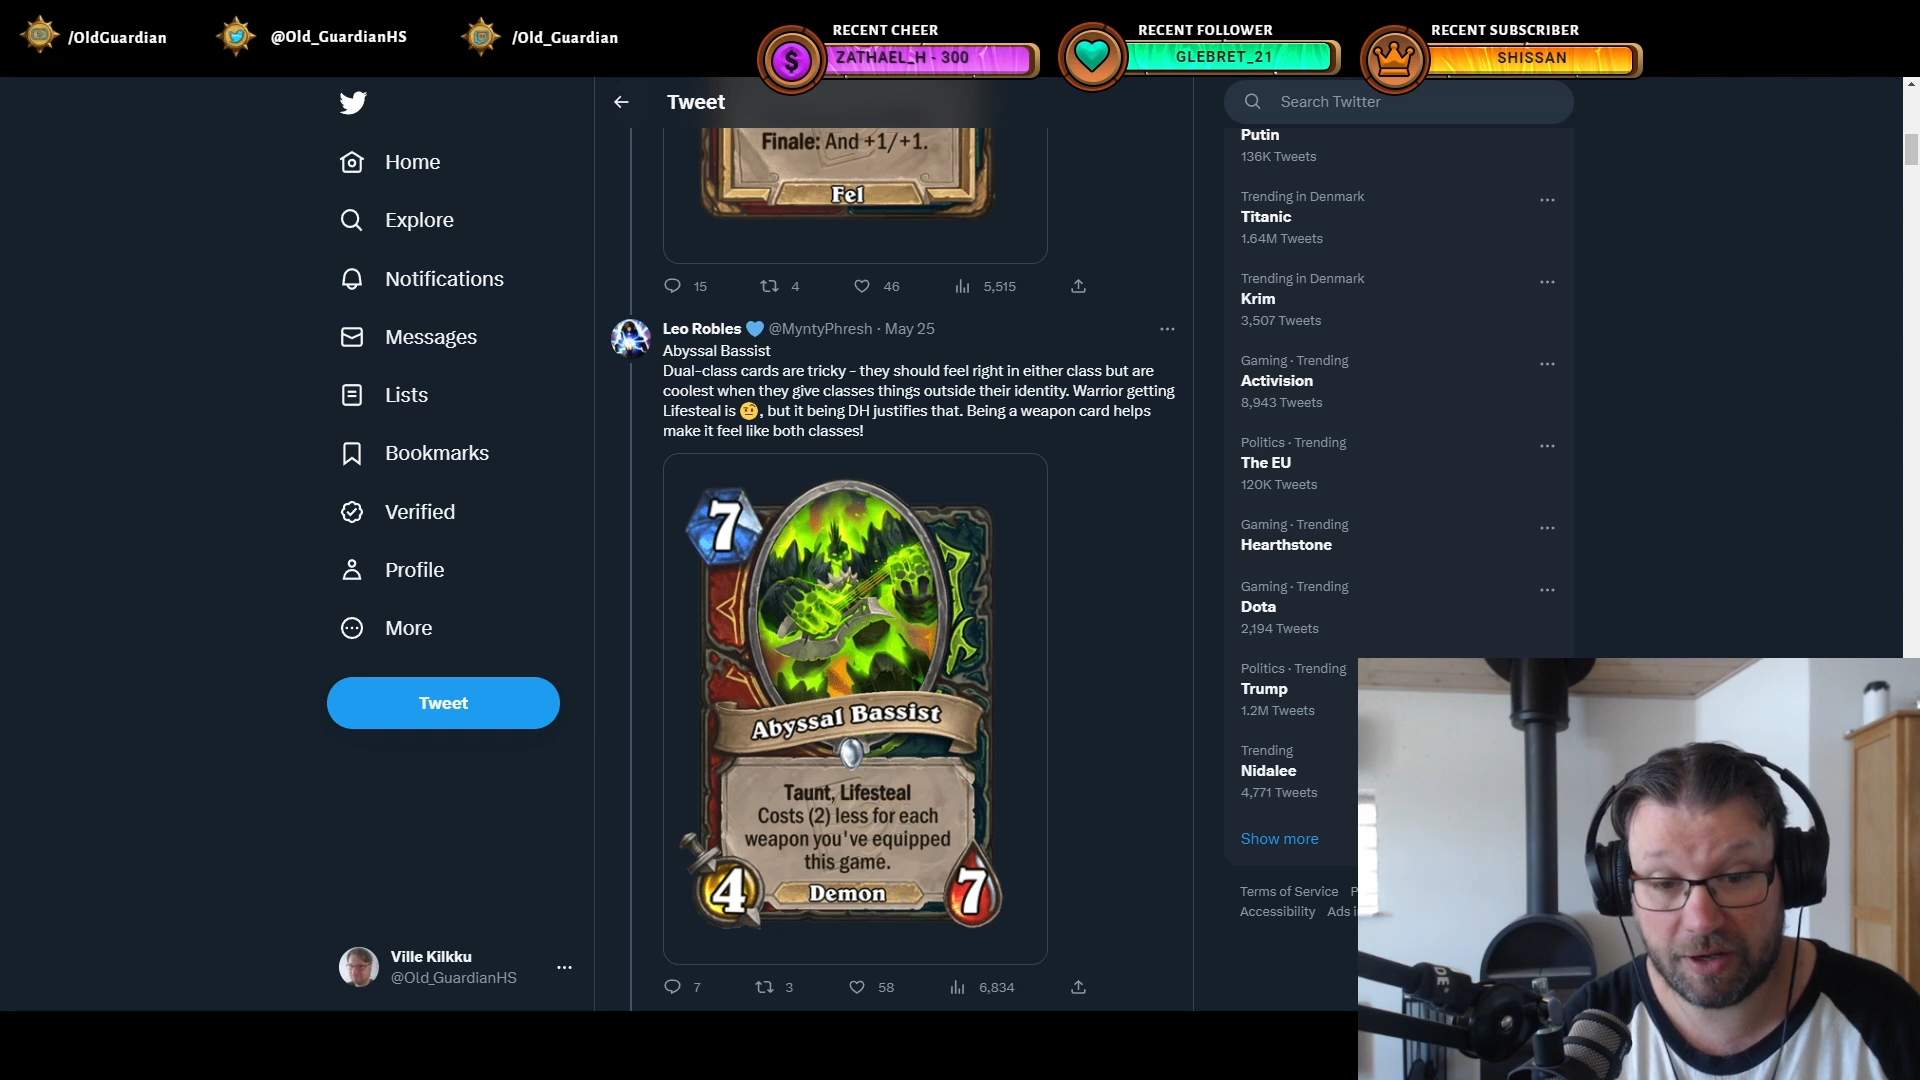 /OldGuardian
@Old_GuardianHS
/Old_Guardian
RECENT CHEER
ZATHAEL_H - 300
RECENT FOLLOWER
GLEBRET_21
RECENT SUBSCRIBER
SHISSAN
Home
Explore
Notifications
Messages
Lists
Bookmarks
Verified
Profile
More
Tweet
Ville Kilkku
@Old_GuardianHS
Tweet
Finale: And +1/+1.
Fel
15
4
46
5,515
Leo Robles @MyntyPhresh · May 25
Abyssal Bassist
Dual-class cards are tricky - they should feel right in either class but are
coolest when they give classes things outside their identity. Warrior getting
Lifesteal is 🤨, but it being DH justifies that. Being a weapon card helps
make it feel like both classes!
7
Abyssal Bassist
Taunt, Lifesteal
Costs (2) less for each
weapon you've equipped
this game.
4
Demon
7
7
3
58
6,834
Search Twitter
Putin
136K Tweets
Trending in Denmark
Titanic
1.64M Tweets
Trending in Denmark
Krim
3,507 Tweets
Gaming · Trending
Activision
8,943 Tweets
Politics · Trending
The EU
120K Tweets
Gaming · Trending
Hearthstone
Gaming · Trending
Dota
2,194 Tweets
Politics · Trending
Trump
1.2M Tweets
Trending
Nidalee
4,771 Tweets
Show more
Terms of Service P
Accessibility Ads i